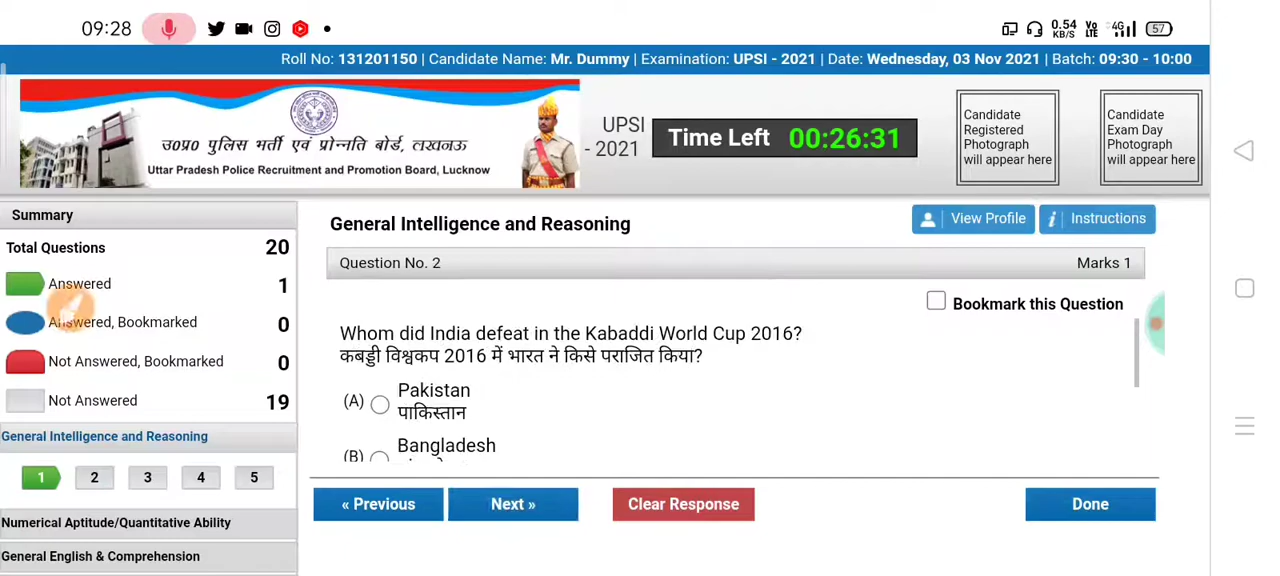 09:28
0.54 KB/S Vo LTE 4G 57
Roll No: 131201150 | Candidate Name: Mr. Dummy | Examination: UPSI - 2021 | Date: Wednesday, 03 Nov 2021 | Batch: 09:30 - 10:00
उ0प्र0 पुलिस भर्ती एवं प्रोन्नति बोर्ड, लखनऊ
Uttar Pradesh Police Recruitment and Promotion Board, Lucknow
UPSI
- 2021
Time Left 00:26:31
Candidate
Registered
Photograph
will appear here
Candidate
Exam Day
Photograph
will appear here
Summary
Total Questions 20
Answered 1
Answered, Bookmarked 0
Not Answered, Bookmarked 0
Not Answered 19
General Intelligence and Reasoning
1 2 3 4 5
Numerical Aptitude/Quantitative Ability
General English & Comprehension
General Intelligence and Reasoning
View Profile
Instructions
Question No. 2 Marks 1
Bookmark this Question
Whom did India defeat in the Kabaddi World Cup 2016?
कबड्डी विश्वकप 2016 में भारत ने किसे पराजित किया?
(A) Pakistan
पाकिस्तान
(B) Bangladesh
« Previous
Next »
Clear Response
Done